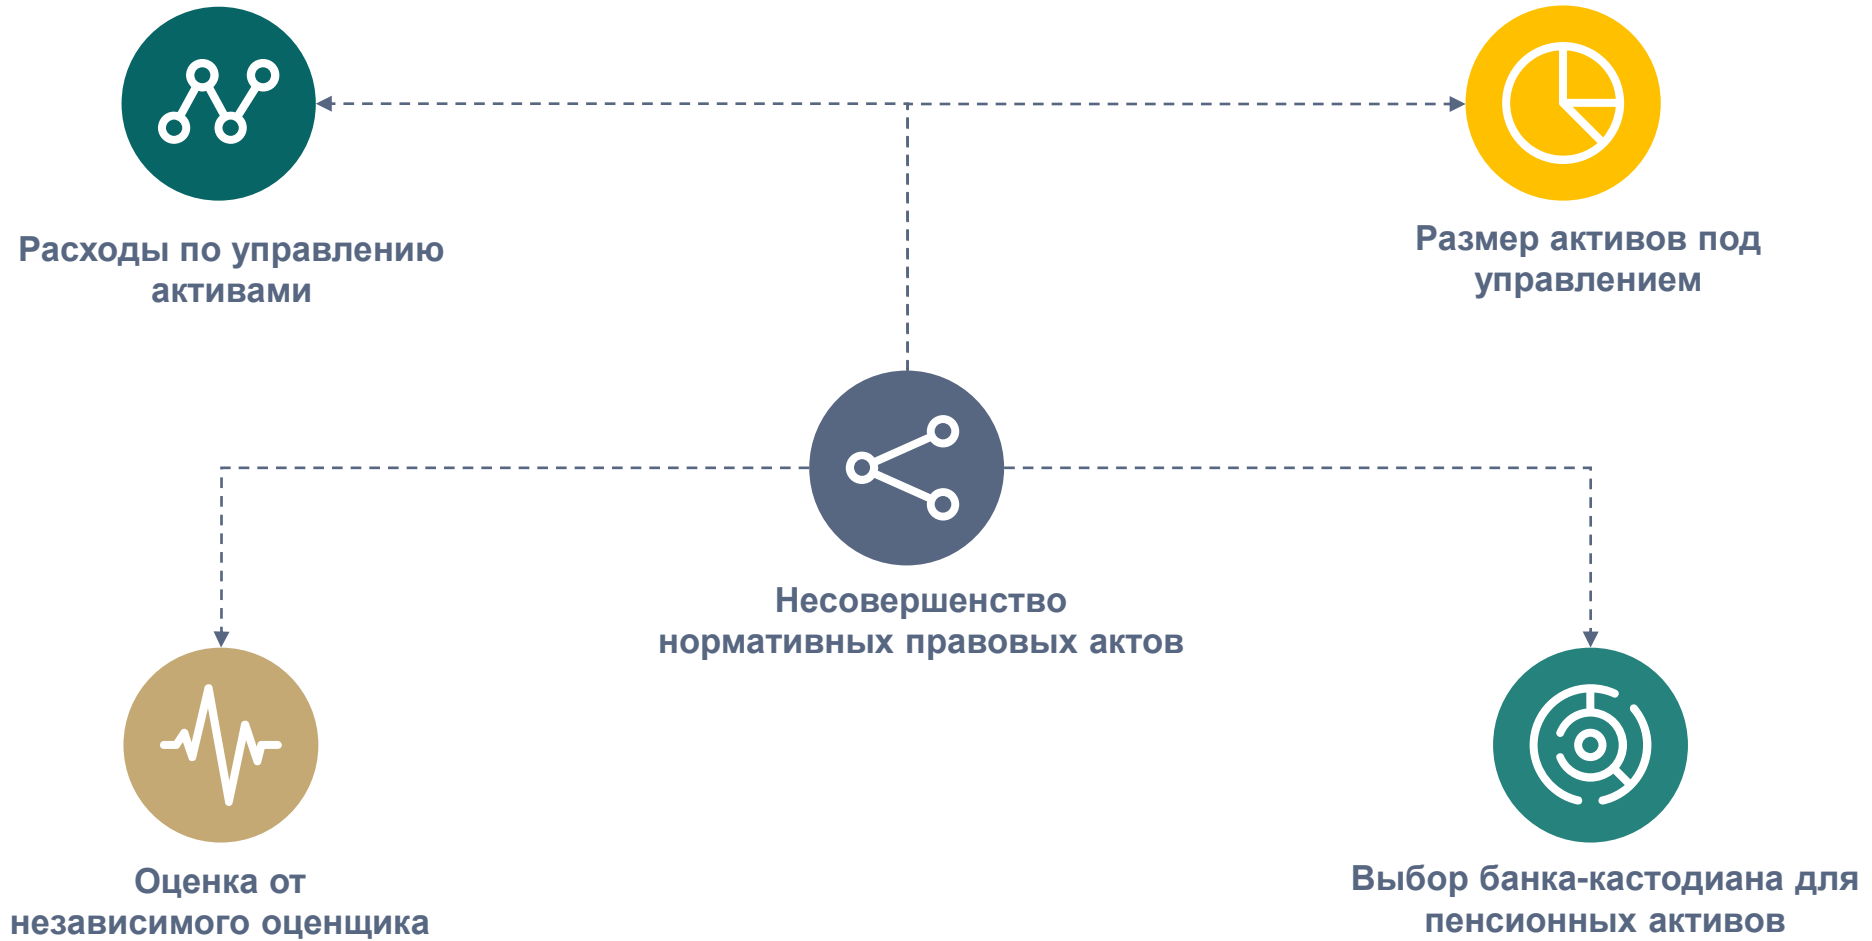 Расходы по управлению
активами
Размер активов под
управлением
Несовершенство
нормативных правовых актов
Оценка от
независимого оценщика
Выбор банка-кастодиана для
пенсионных активов